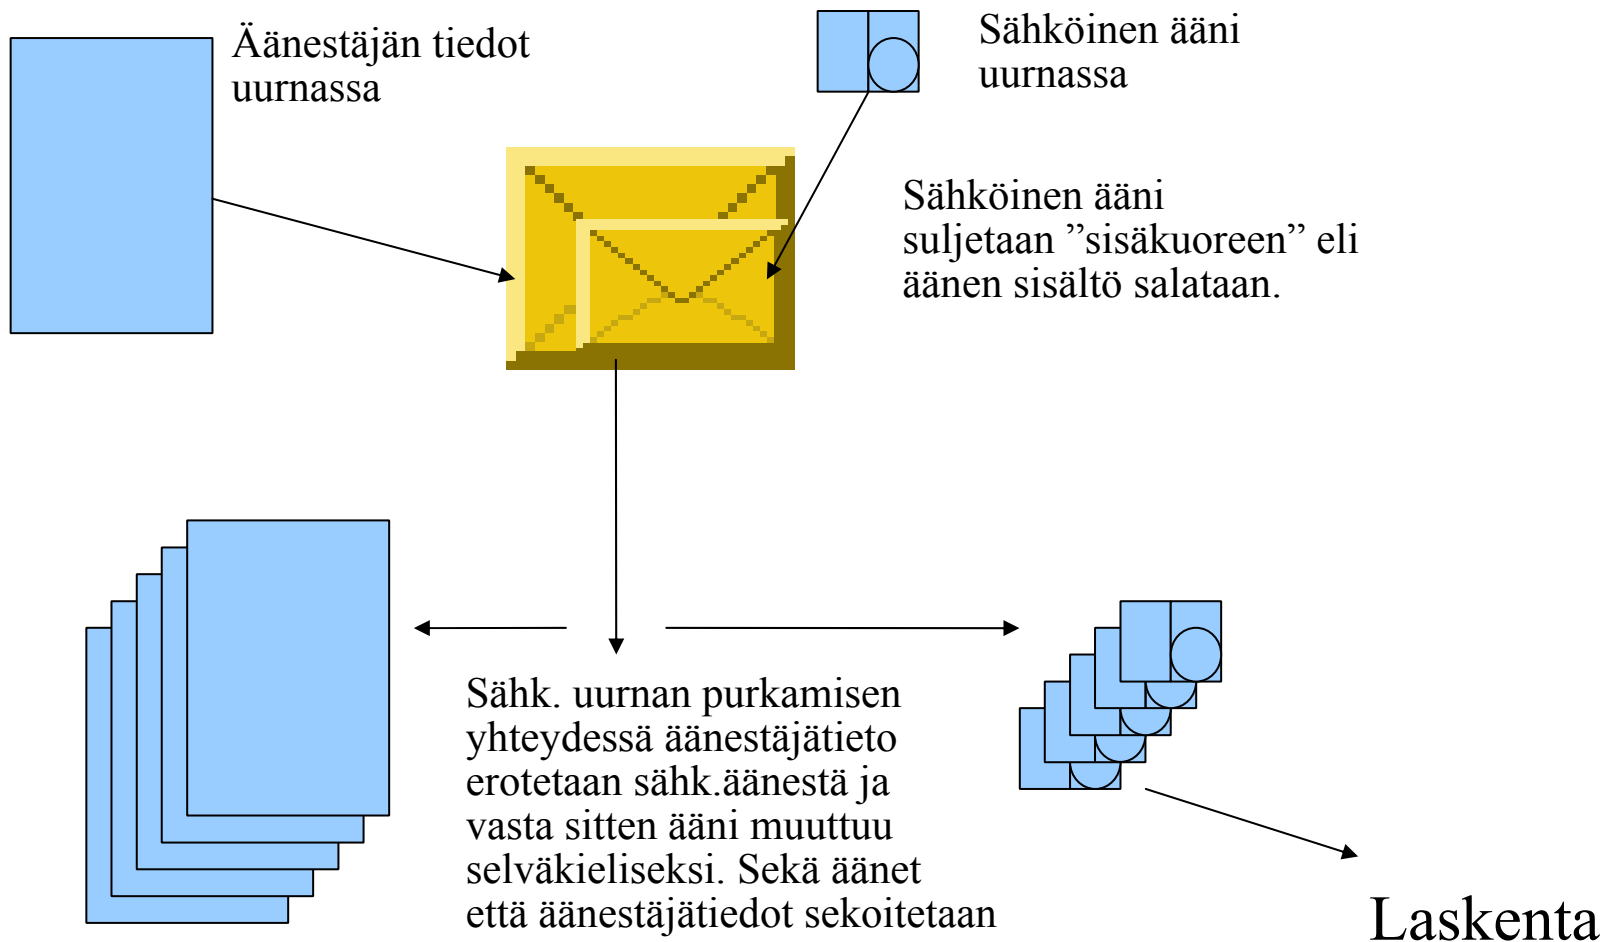 Äänestäjän tiedot
uurnassa
Sähköinen ääni
uurnassa
Sähköinen ääni
suljetaan ”sisäkuoreen” eli
äänen sisältö salataan.
Sähk. uurnan purkamisen
yhteydessä äänestäjätieto
erotetaan sähk.äänestä ja
vasta sitten ääni muuttuu
selväkieliseksi. Sekä äänet
että äänestäjätiedot sekoitetaan
Laskenta